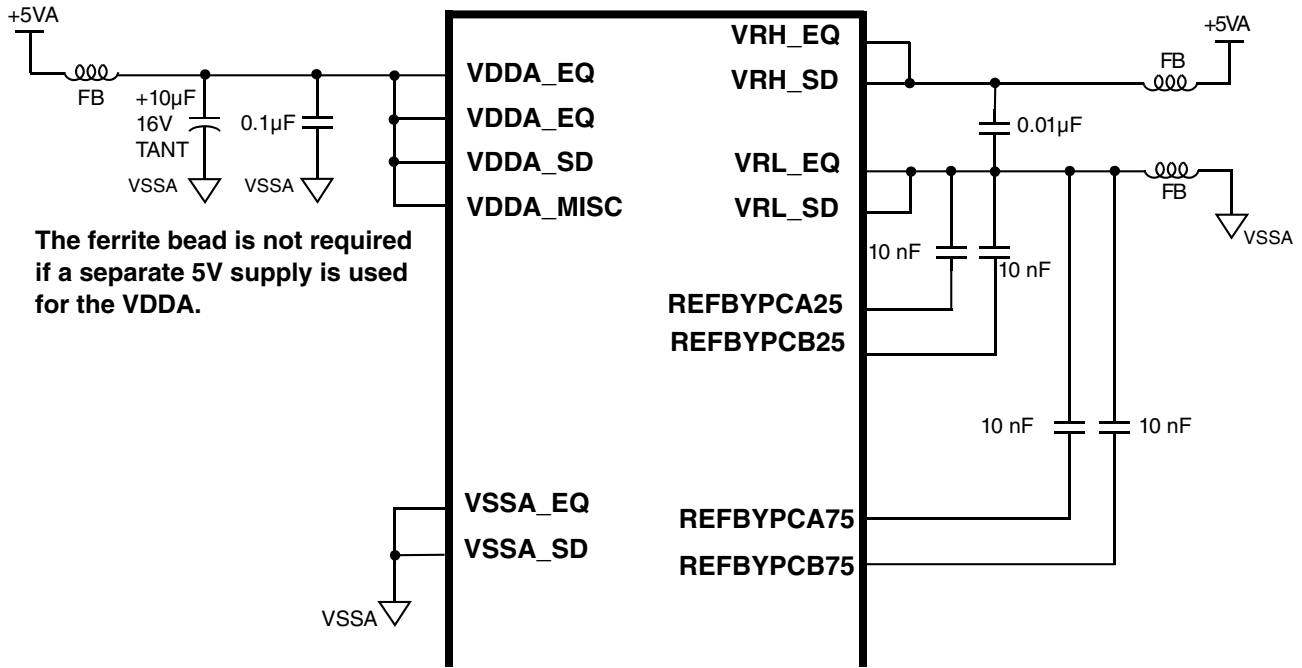 +5VA
FB
+10µF
16V
TANT
0.1µF
VSSA
VSSA
The ferrite bead is not required
if a separate 5V supply is used
for the VDDA.
VDDA_EQ
VDDA_EQ
VDDA_SD
VDDA_MISC
VSSA_EQ
VSSA_SD
VSSA
VRH_EQ
VRH_SD
VRL_EQ
VRL_SD
REFBYPCA25
REFBYPCB25
REFBYPCA75
REFBYPCB75
+5VA
FB
0.01µF
FB
VSSA
10 nF
10 nF
10 nF
10 nF